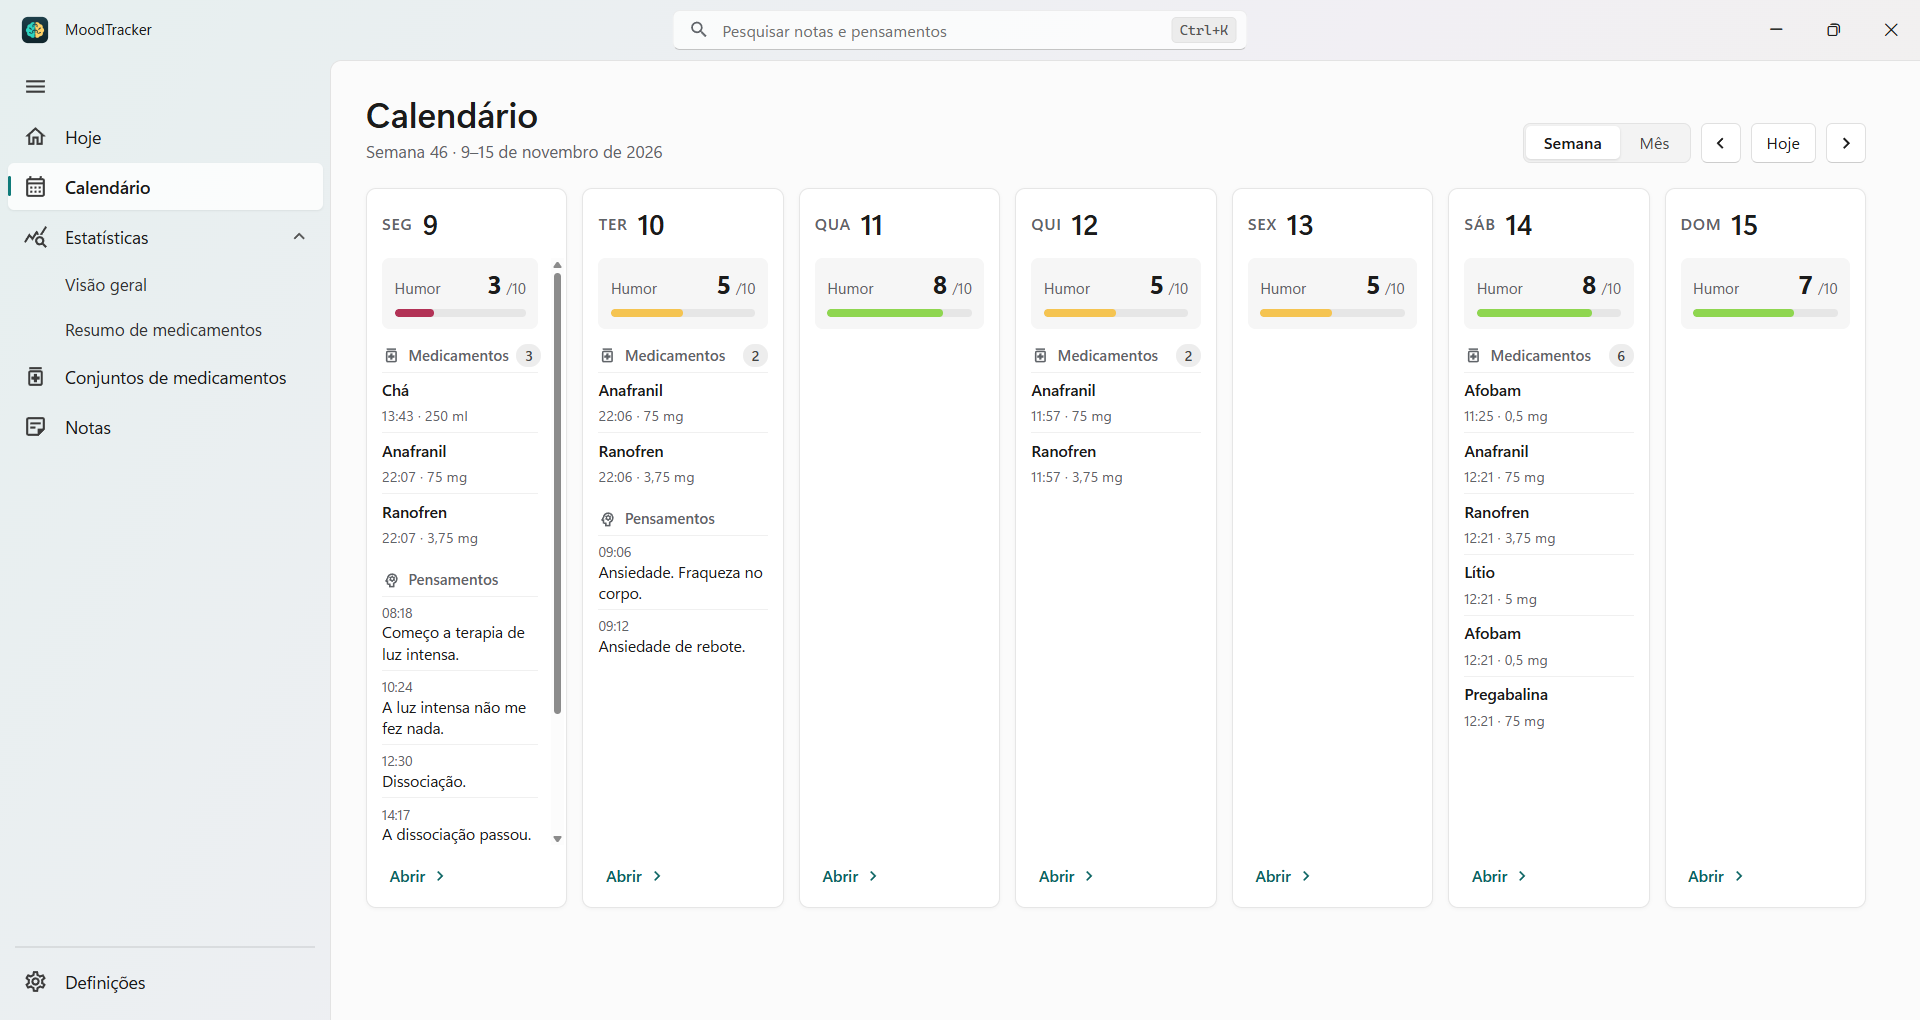 MoodTracker
Pesquisar notas e pensamentos
Ctrl+K
Hoje
Calendário
Estatísticas
Visão geral
Resumo de medicamentos
Conjuntos de medicamentos
Notas
Definições
Calendário
Semana 46 · 9–15 de novembro de 2026
Semana
Mês
Hoje
SEG 9
Humor 3 /10
Medicamentos 3
Chá
13:43 · 250 ml
Anafranil
22:07 · 75 mg
Ranofren
22:07 · 3,75 mg
Pensamentos
08:18
Começo a terapia de
luz intensa.
10:24
A luz intensa não me
fez nada.
12:30
Dissociação.
14:17
A dissociação passou.
Abrir
TER 10
Humor 5 /10
Medicamentos 2
Anafranil
22:06 · 75 mg
Ranofren
22:06 · 3,75 mg
Pensamentos
09:06
Ansiedade. Fraqueza no
corpo.
09:12
Ansiedade de rebote.
Abrir
QUA 11
Humor 8 /10
Abrir
QUI 12
Humor 5 /10
Medicamentos 2
Anafranil
11:57 · 75 mg
Ranofren
11:57 · 3,75 mg
Abrir
SEX 13
Humor 5 /10
Abrir
SÁB 14
Humor 8 /10
Medicamentos 6
Afobam
11:25 · 0,5 mg
Anafranil
12:21 · 75 mg
Ranofren
12:21 · 3,75 mg
Lítio
12:21 · 5 mg
Afobam
12:21 · 0,5 mg
Pregabalina
12:21 · 75 mg
Abrir
DOM 15
Humor 7 /10
Abrir